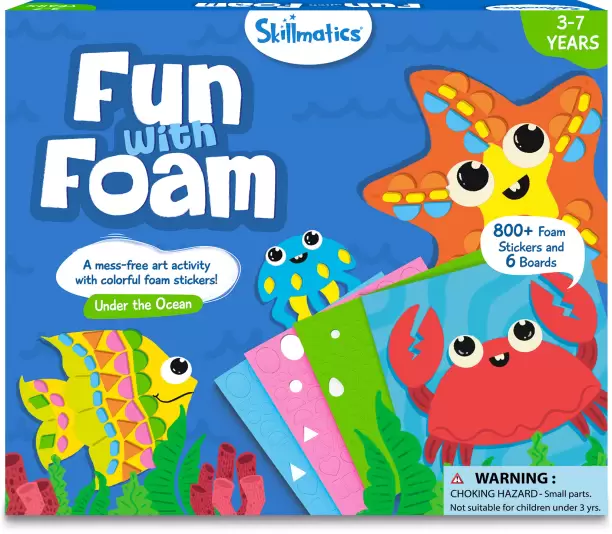 Skillmatics®
3-7
YEARS
Fun
with
Foam
A mess-free art activity
with colorful foam stickers!
Under the Ocean
800+ Foam
Stickers and
6 Boards
WARNING :
CHOKING HAZARD - Small parts.
Not suitable for children under 3 yrs.